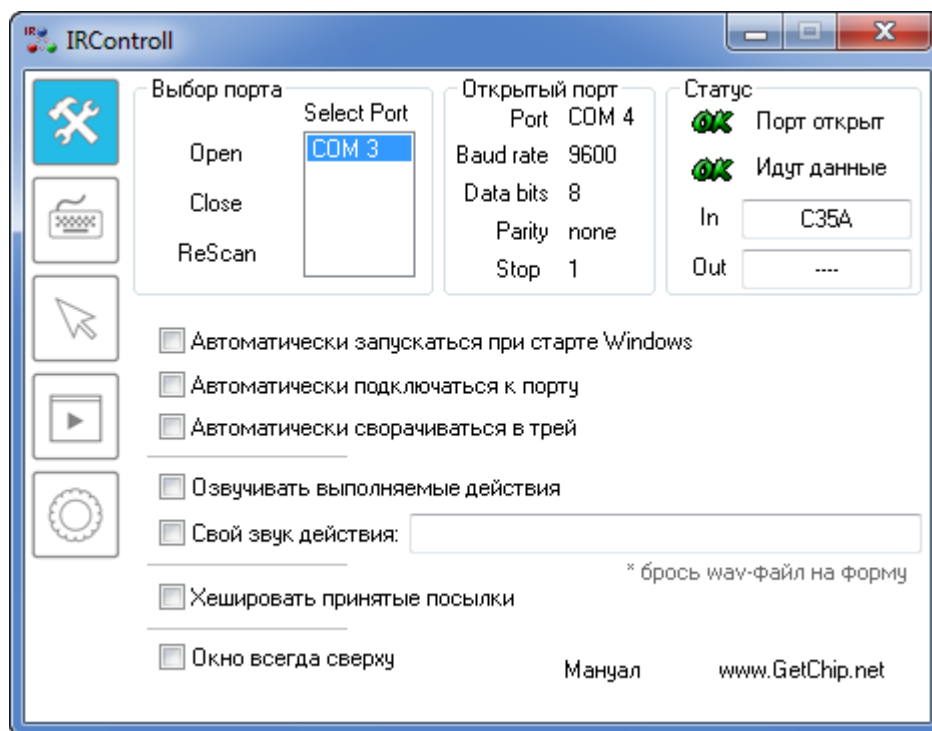 IRControll
Выбор порта
Select Port
Open
Close
ReScan
COM 3
Открытый порт
Port COM 4
Baud rate 9600
Data bits 8
Parity none
Stop 1
Статус
OK Порт открыт
OK Идут данные
In C35A
Out ----
Автоматически запускаться при старте Windows
Автоматически подключаться к порту
Автоматически сворачиваться в трей
Озвучивать выполняемые действия
Свой звук действия:
* брось wav-файл на форму
Хешировать принятые посылки
Окно всегда сверху
Мануал www.GetChip.net